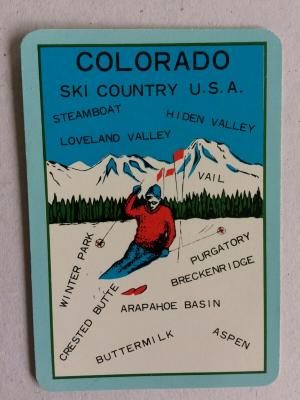 COLORADO
SKI COUNTRY U.S.A.
STEAMBOAT
HIDEN VALLEY
LOVELAND VALLEY
VAIL
WINTER PARK
PURGATORY
BRECKENRIDGE
CRESTED BUTTE
ARAPAHOE BASIN
BUTTERMILK
ASPEN